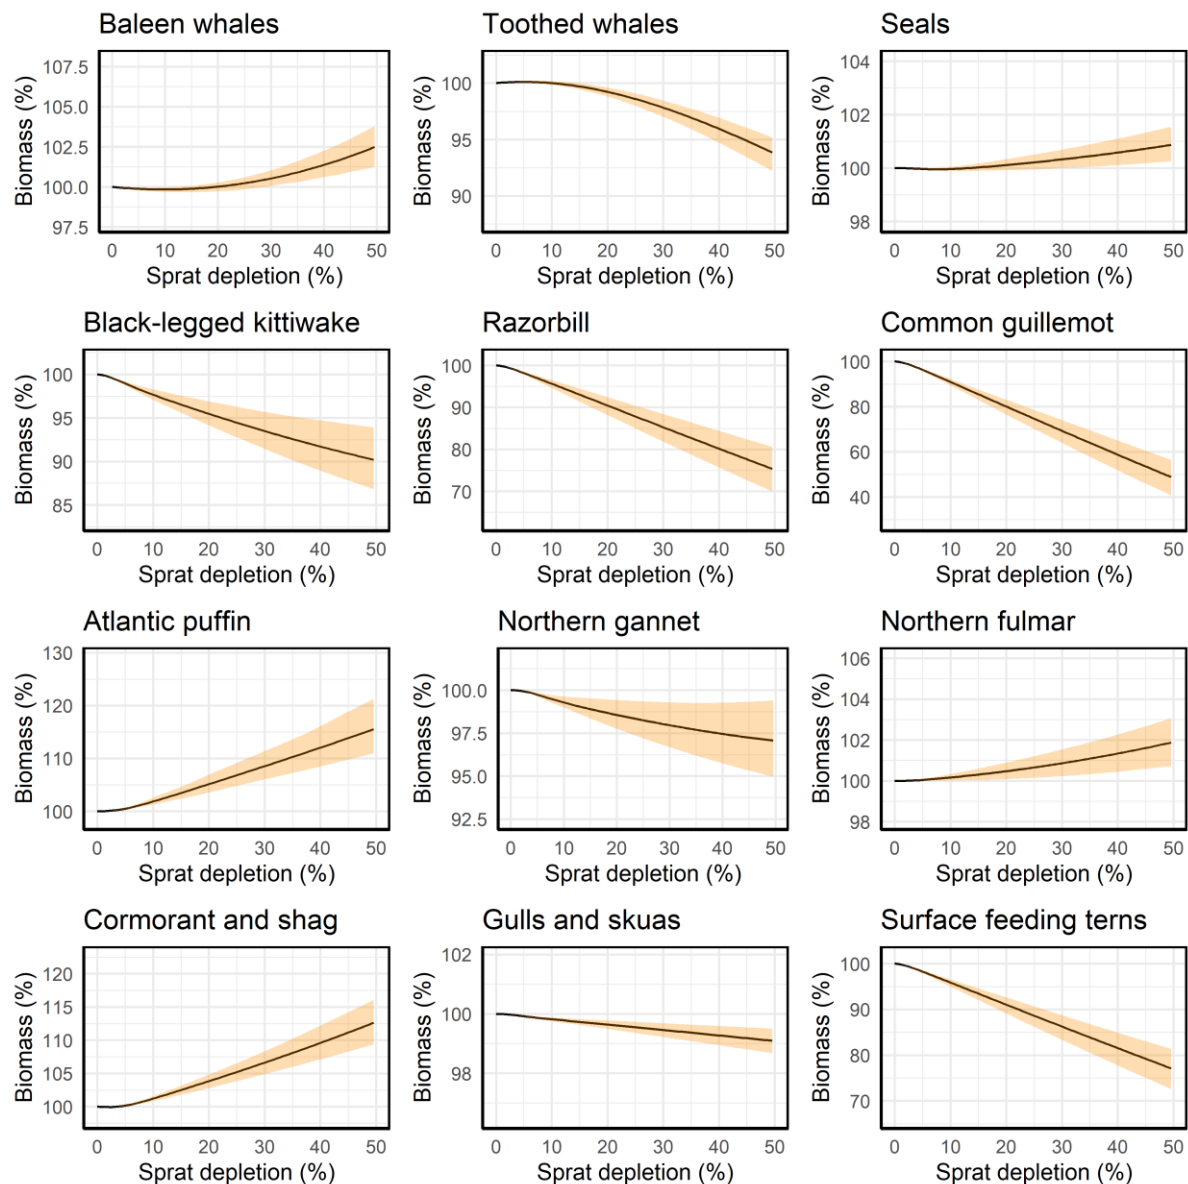 Baleen whales
Toothed whales
Seals
Biomass (%)
107.5
105.0
102.5
100.0
97.5
0 10 20 30 40 50
Sprat depletion (%)
Biomass (%)
100
95
90
0 10 20 30 40 50
Sprat depletion (%)
Biomass (%)
104
102
100
98
0 10 20 30 40 50
Sprat depletion (%)
Black-legged kittiwake
Razorbill
Common guillemot
Biomass (%)
100
95
90
85
0 10 20 30 40 50
Sprat depletion (%)
Biomass (%)
100
90
80
70
0 10 20 30 40 50
Sprat depletion (%)
Biomass (%)
100
80
60
40
0 10 20 30 40 50
Sprat depletion (%)
Atlantic puffin
Northern gannet
Northern fulmar
Biomass (%)
130
120
110
100
0 10 20 30 40 50
Sprat depletion (%)
Biomass (%)
100.0
97.5
95.0
92.5
0 10 20 30 40 50
Sprat depletion (%)
Biomass (%)
106
104
102
100
98
0 10 20 30 40 50
Sprat depletion (%)
Cormorant and shag
Gulls and skuas
Surface feeding terns
Biomass (%)
120
115
110
105
100
0 10 20 30 40 50
Sprat depletion (%)
Biomass (%)
102
100
98
0 10 20 30 40 50
Sprat depletion (%)
Biomass (%)
100
90
80
70
0 10 20 30 40 50
Sprat depletion (%)